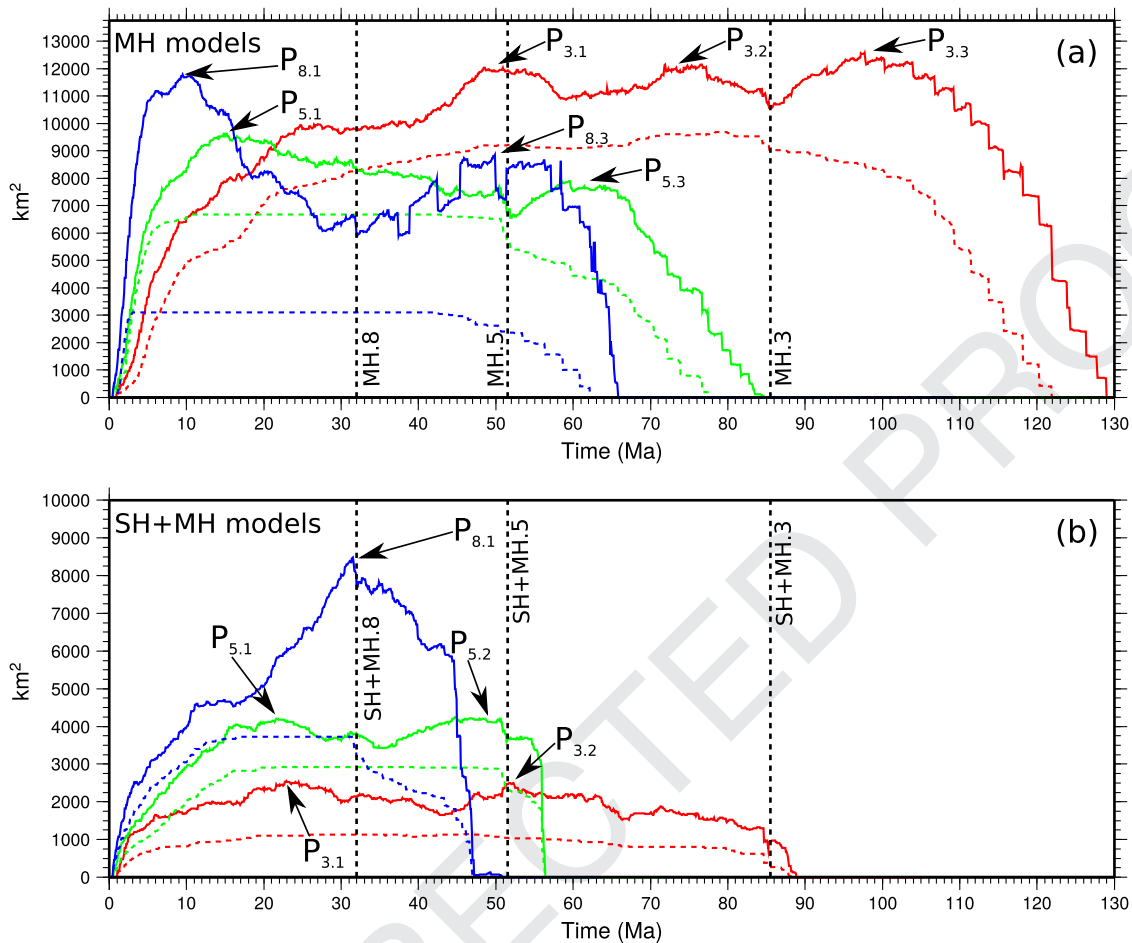 MH models
(a)
P8.1
P5.1
P3.1
P3.2
P3.3
P8.3
P5.3
MH.8
MH.5
MH.3
13000
12000
11000
10000
9000
8000
7000
6000
5000
4000
3000
2000
1000
0
km²
0 10 20 30 40 50 60 70 80 90 100 110 120 130
Time (Ma)
SH+MH models
(b)
P8.1
P5.1
P5.2
P3.2
P3.1
SH+MH.8
SH+MH.5
SH+MH.3
10000
9000
8000
7000
6000
5000
4000
3000
2000
1000
0
km²
0 10 20 30 40 50 60 70 80 90 100 110 120 130
Time (Ma)
ECTED PROO